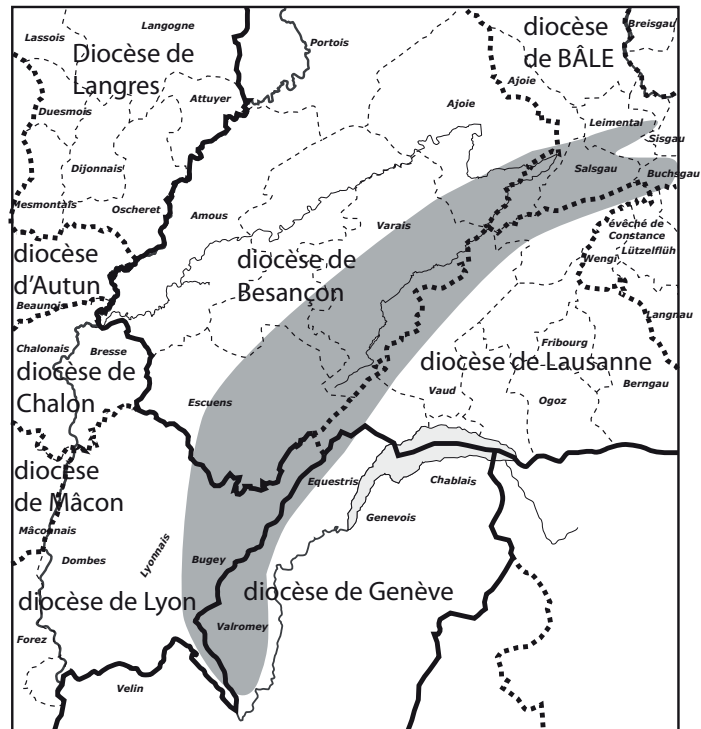 Lassois
Langogne
Portois
diocèse
de BÂLE
Breisgau
Diocèse de
Langres
Attuyer
Ajoie
Ajoie
Duesmois
Leimental
Sisgau
Dijonnais
Salsgau
Buchsgau
Mesmontais
Oscheret
Amous
Varais
évêché de
Constance
Lützelflüh
Wengi
diocèse
d'Autun
diocèse de
Besançon
Beaunois
Langnau
Chalonais
Bresse
Fribourg
diocèse de
Chalon
diocèse de Lausanne
Berngau
Escuens
Vaud
Ogoz
diocèse
de Mâcon
Equestris
Chablais
Genevois
Mâconnais
Lyonnais
Dombes
Bugey
diocèse de Lyon
diocèse de Genève
Valromey
Forez
Velin